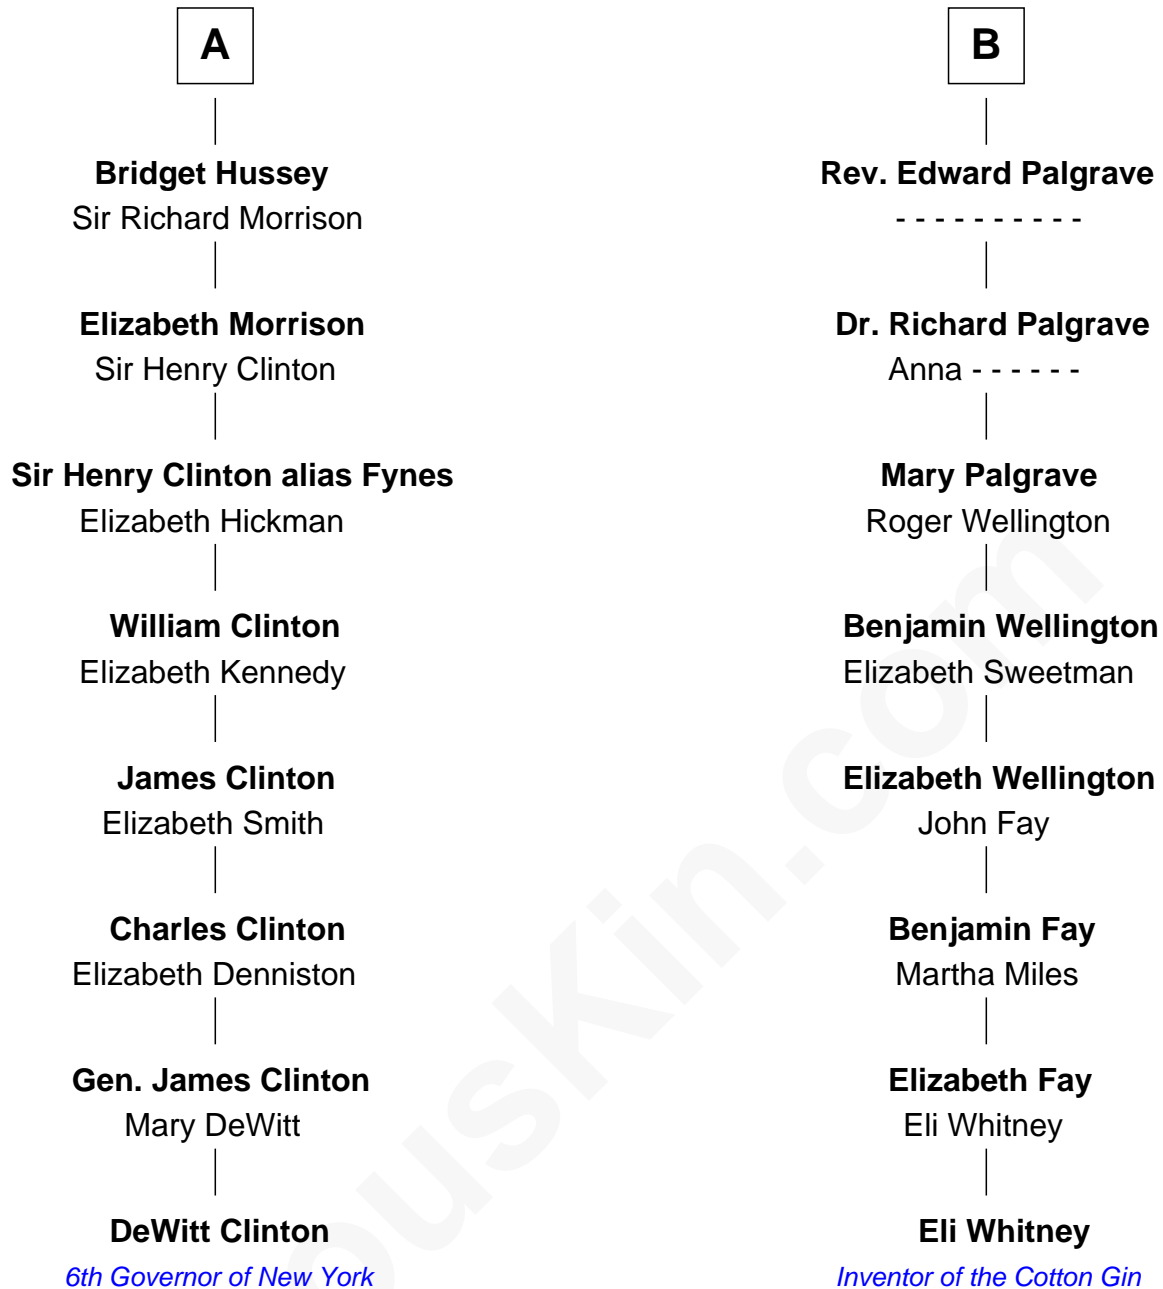 A
Bridget Hussey
Sir Richard Morrison
Elizabeth Morrison
Sir Henry Clinton
Sir Henry Clinton alias Fynes
Elizabeth Hickman
William Clinton
Elizabeth Kennedy
James Clinton
Elizabeth Smith
Charles Clinton
Elizabeth Denniston
Gen. James Clinton
Mary DeWitt
DeWitt Clinton
6th Governor of New York
B
Rev. Edward Palgrave
- - - - - - - - - -
Dr. Richard Palgrave
Anna - - - - - -
Mary Palgrave
Roger Wellington
Benjamin Wellington
Elizabeth Sweetman
Elizabeth Wellington
John Fay
Benjamin Fay
Martha Miles
Elizabeth Fay
Eli Whitney
Eli Whitney
Inventor of the Cotton Gin
ousKin.com